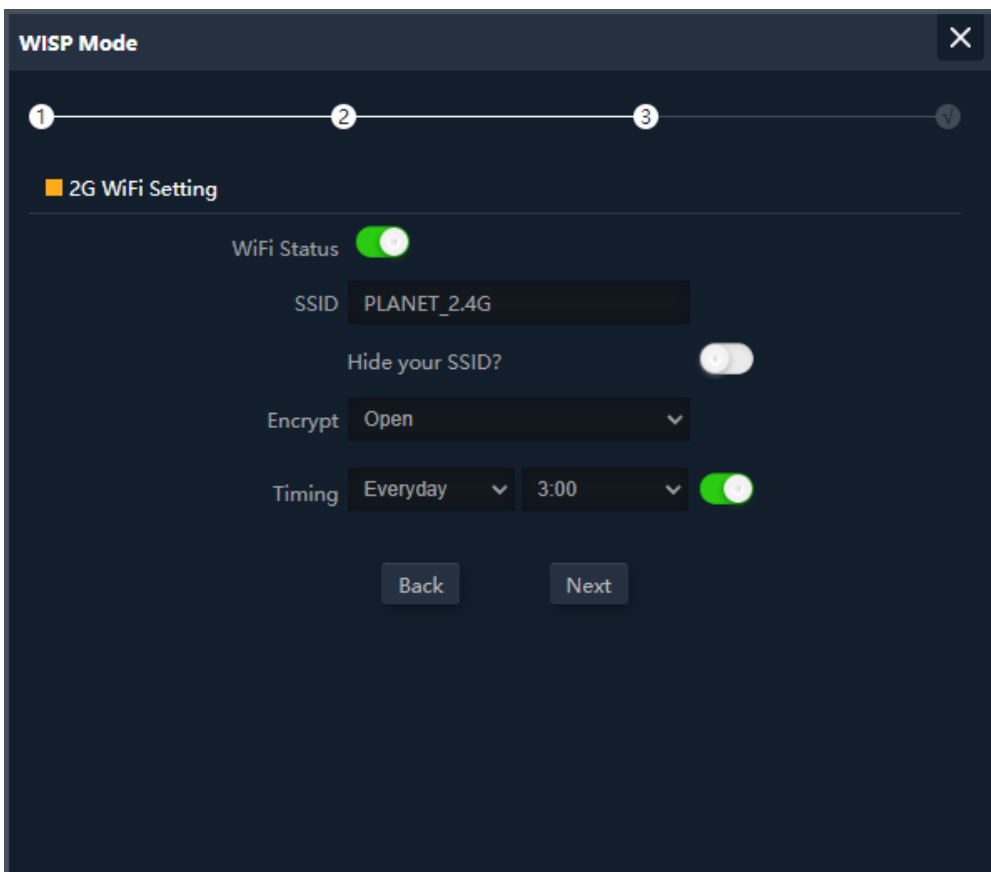 WISP Mode
1 2 3 √
2G WiFi Setting
WiFi Status
SSID PLANET_2.4G
Hide your SSID?
Encrypt Open
Timing Everyday 3:00
Back Next